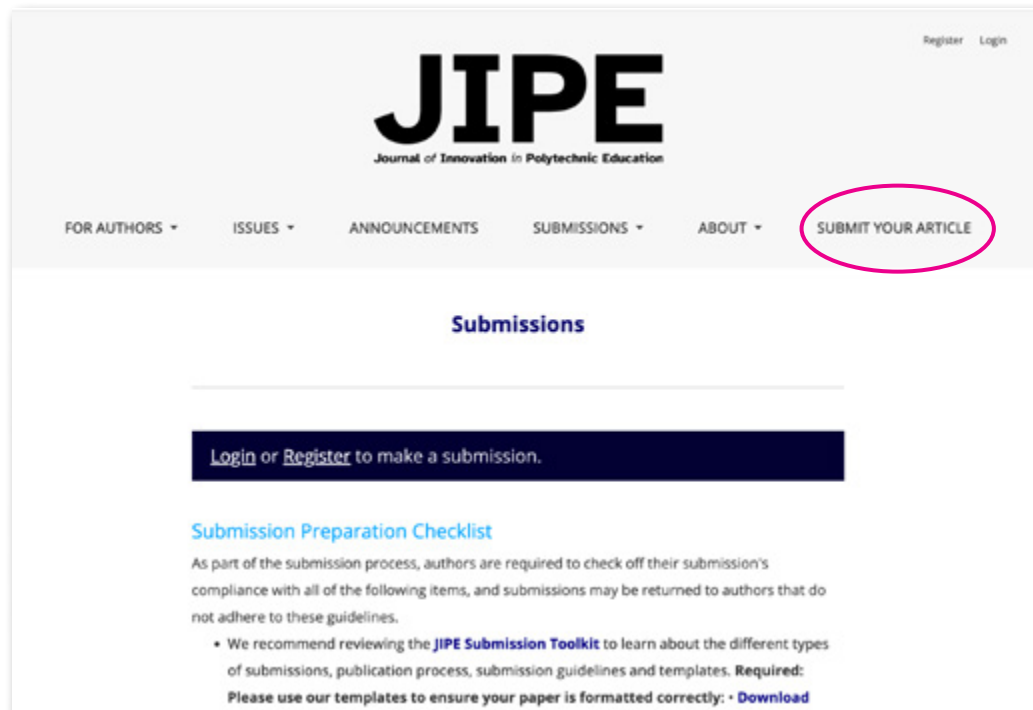 Register Login
JIPE
Journal of Innovation in Polytechnic Education
FOR AUTHORS ISSUES ANNOUNCEMENTS SUBMISSIONS ABOUT SUBMIT YOUR ARTICLE
Submissions
Login or Register to make a submission.
Submission Preparation Checklist
As part of the submission process, authors are required to check off their submission's
compliance with all of the following items, and submissions may be returned to authors that do
not adhere to these guidelines.
• We recommend reviewing the JIPE Submission Toolkit to learn about the different types
of submissions, publication process, submission guidelines and templates. Required:
Please use our templates to ensure your paper is formatted correctly: • Download